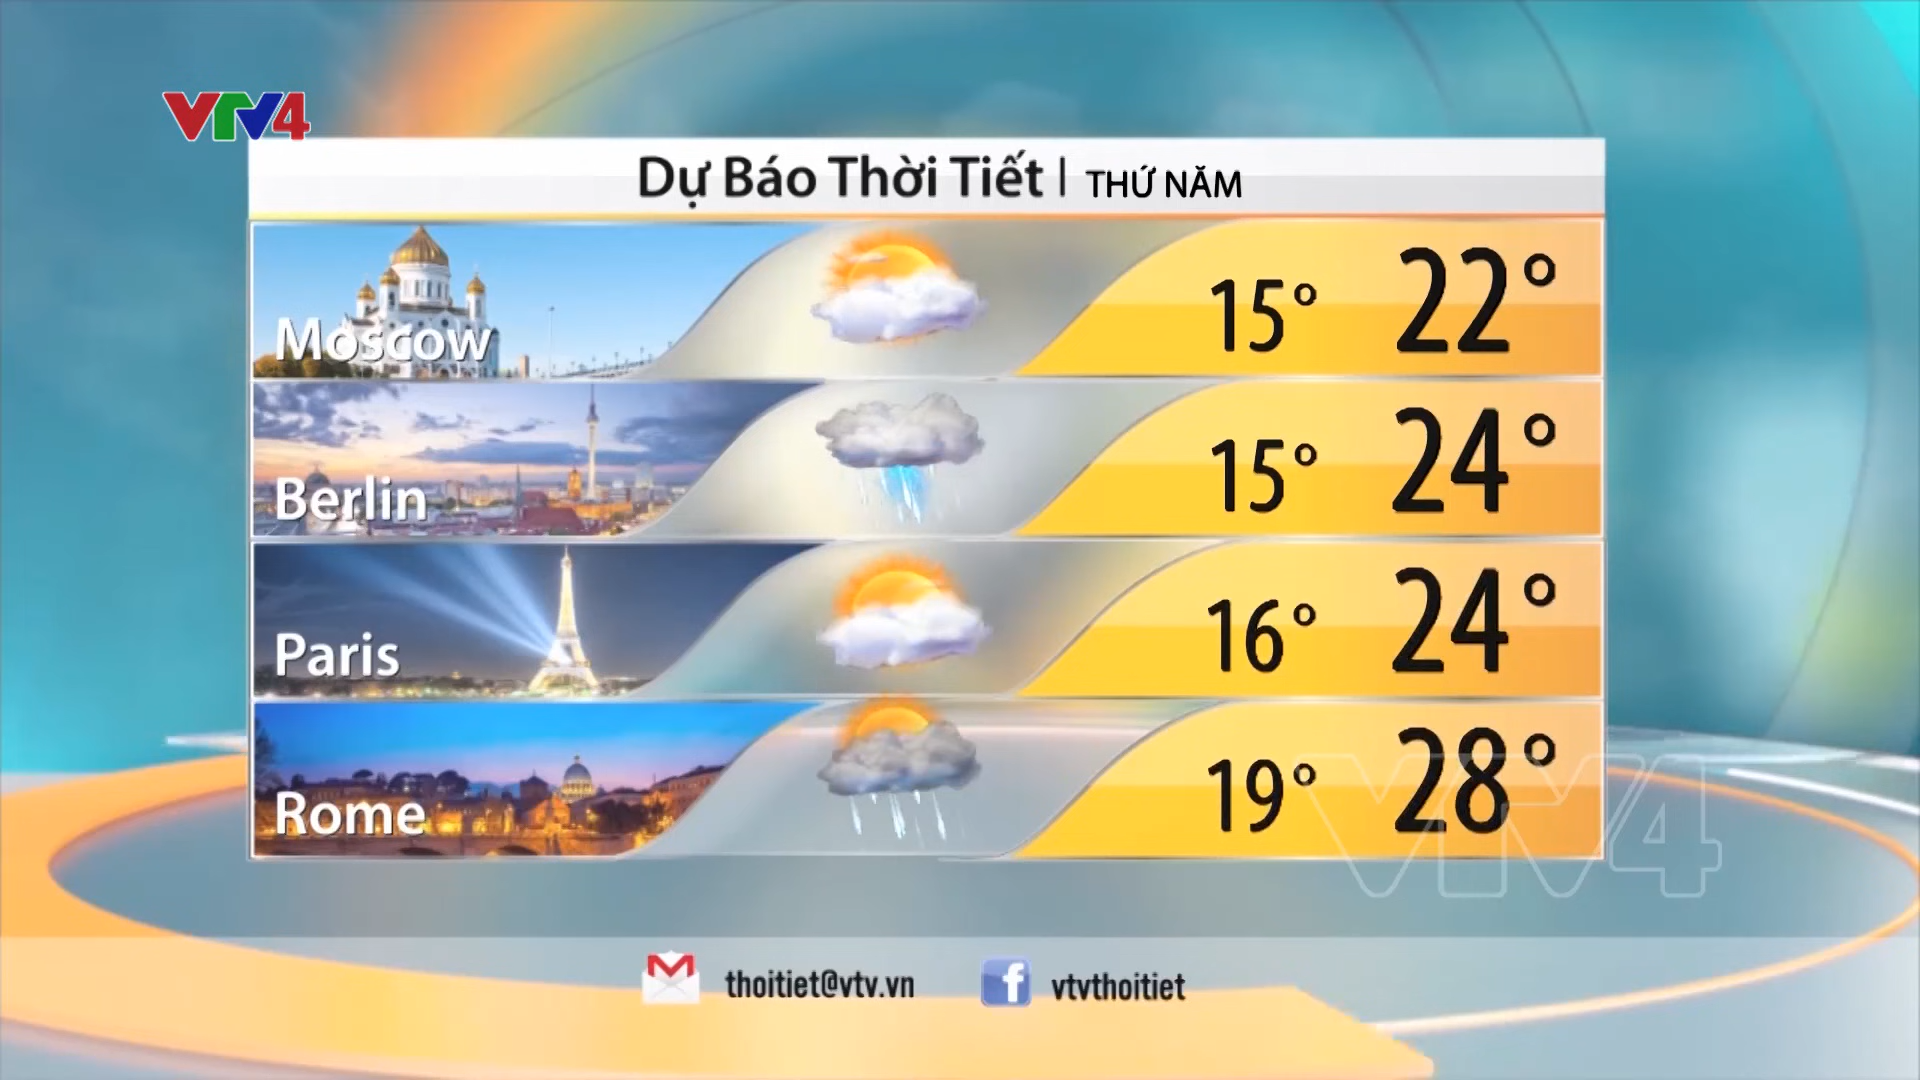 VTV4
Dự Báo Thời Tiết | THỨ NĂM
Moscow 15° 22°
Berlin 15° 24°
Paris 16° 24°
Rome 19° 28°
VTV4
thoitiet@vtv.vn vtvthoitiet